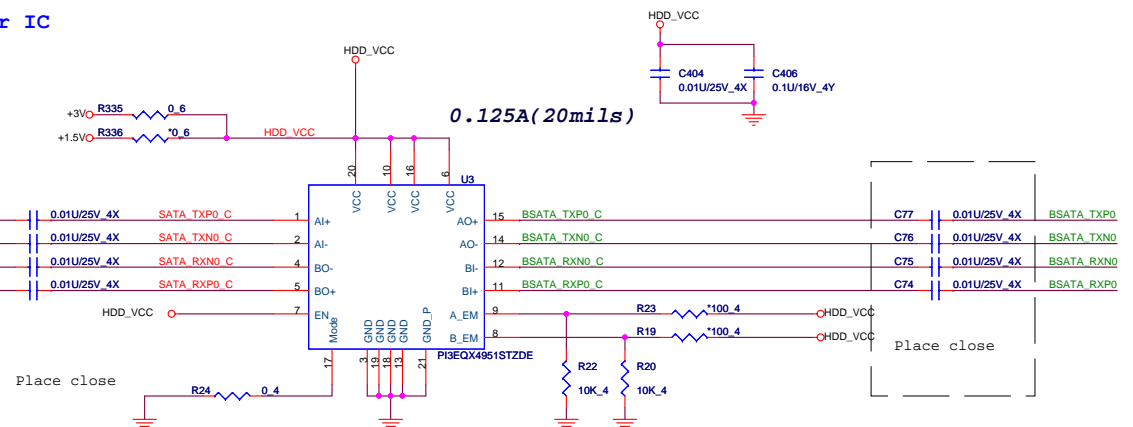 r IC
HDD_VCC
C404
0.01U/25V_4X
C406
0.1U/16V_4Y
HDD_VCC
0.125A(20mils)
+3V
R335
0_6
+1.5V
R336
*0_6
HDD_VCC
20
10
16
6
VCC
VCC
VCC
VCC
U3
0.01U/25V_4X
SATA_TXP0_C
1
AI+
AO+
15
BSATA_TXP0_C
C77
0.01U/25V_4X
BSATA_TXP0
0.01U/25V_4X
SATA_TXN0_C
2
AI-
AO-
14
BSATA_TXN0_C
C76
0.01U/25V_4X
BSATA_TXN0
0.01U/25V_4X
SATA_RXN0_C
4
BO-
BI-
12
BSATA_RXN0_C
C75
0.01U/25V_4X
BSATA_RXN0
0.01U/25V_4X
SATA_RXP0_C
5
BO+
BI+
11
BSATA_RXP0_C
C74
0.01U/25V_4X
BSATA_RXP0
HDD_VCC
7
EN
A_EM
9
R23
*100_4
HDD_VCC
B_EM
8
R19
*100_4
HDD_VCC
Mode
GND
GND
GND
GND
GND_P
PI3EQX4951STZDE
17
3
19
18
13
21
Place close
R22
10K_4
R20
10K_4
Place close
R24
0_4